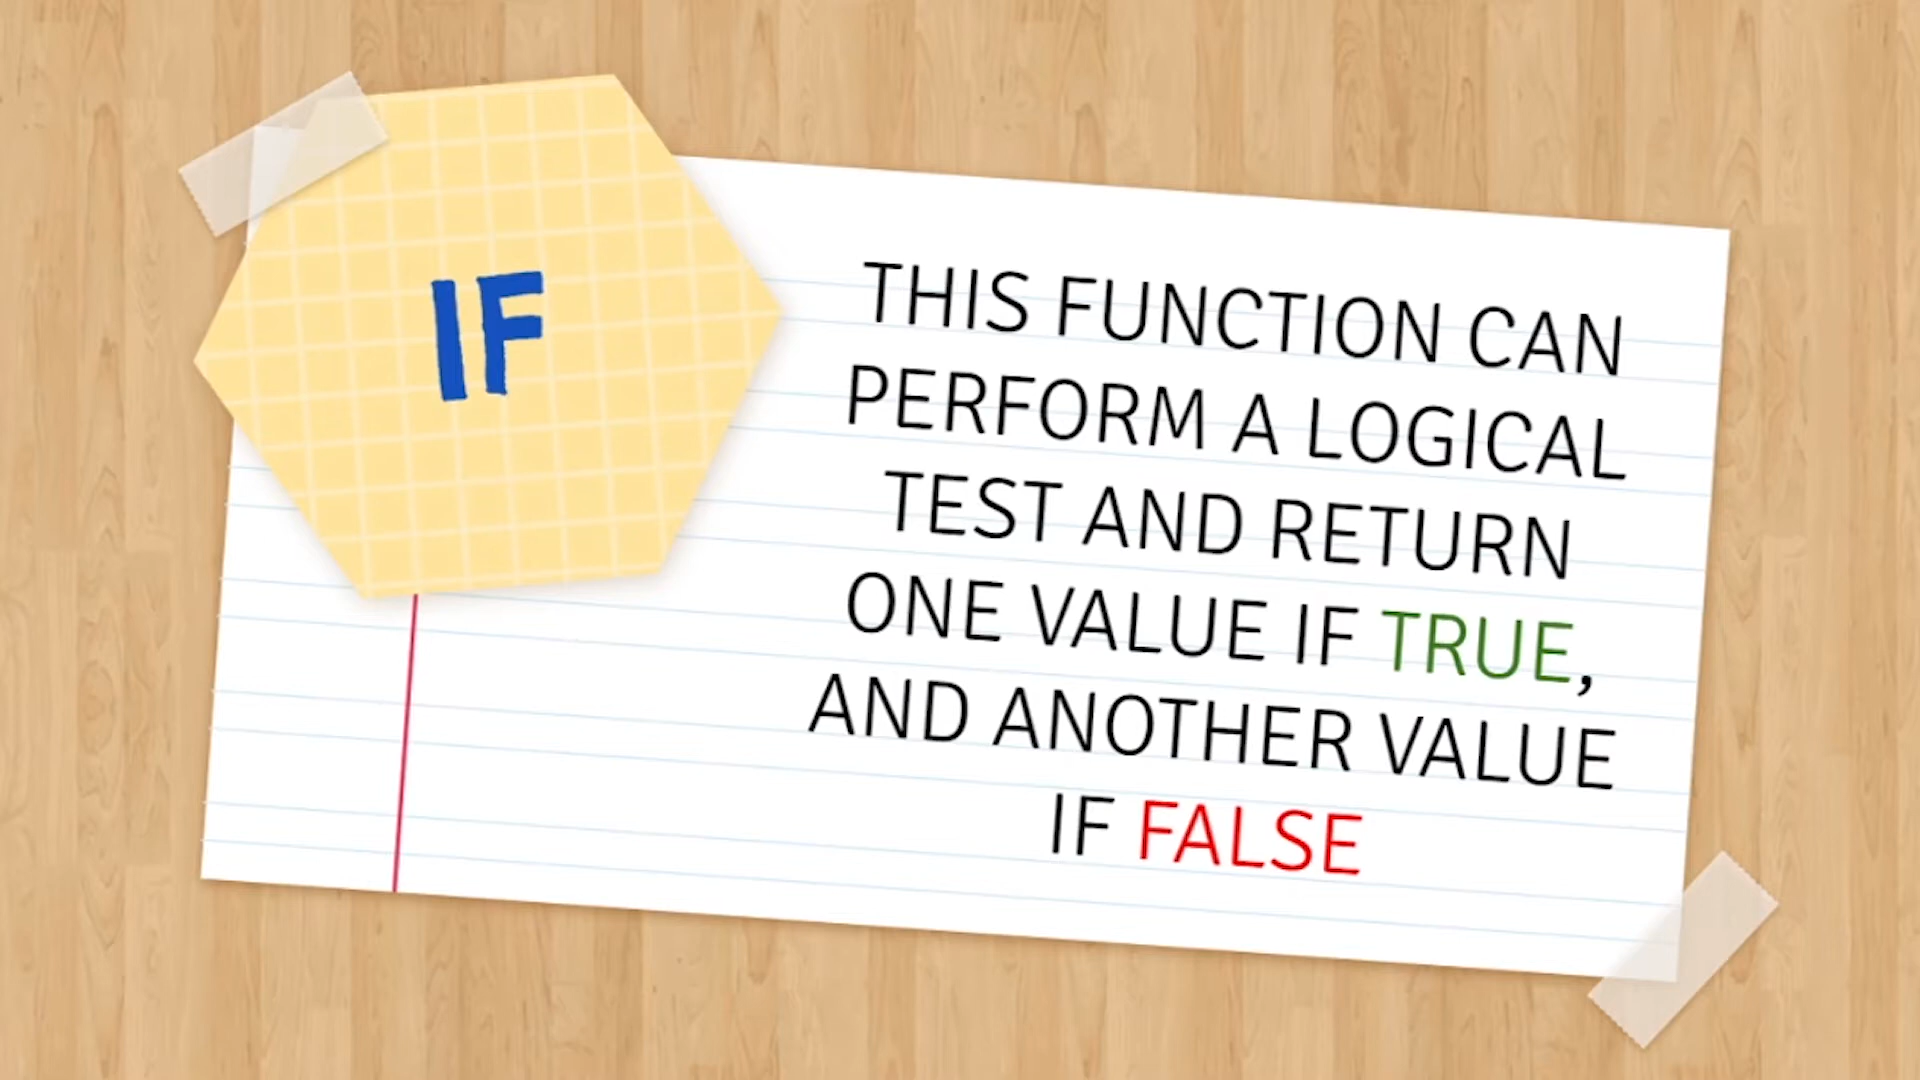 IF
THIS FUNCTION CAN
PERFORM A LOGICAL
TEST AND RETURN
ONE VALUE IF TRUE,
AND ANOTHER VALUE
IF FALSE